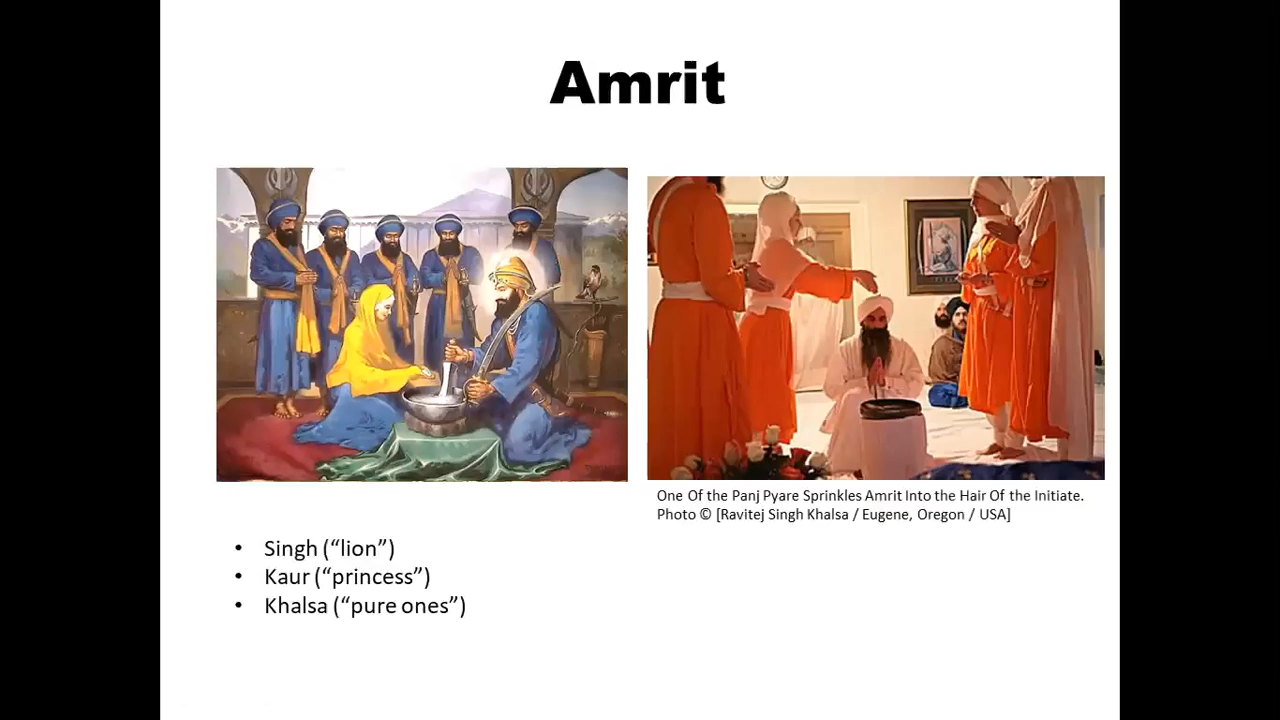 Amrit
One Of the Panj Pyare Sprinkles Amrit Into the Hair Of the Initiate.
Photo © [Ravitej Singh Khalsa / Eugene, Oregon / USA]
• Singh (“lion”)
• Kaur (“princess”)
• Khalsa (“pure ones”)